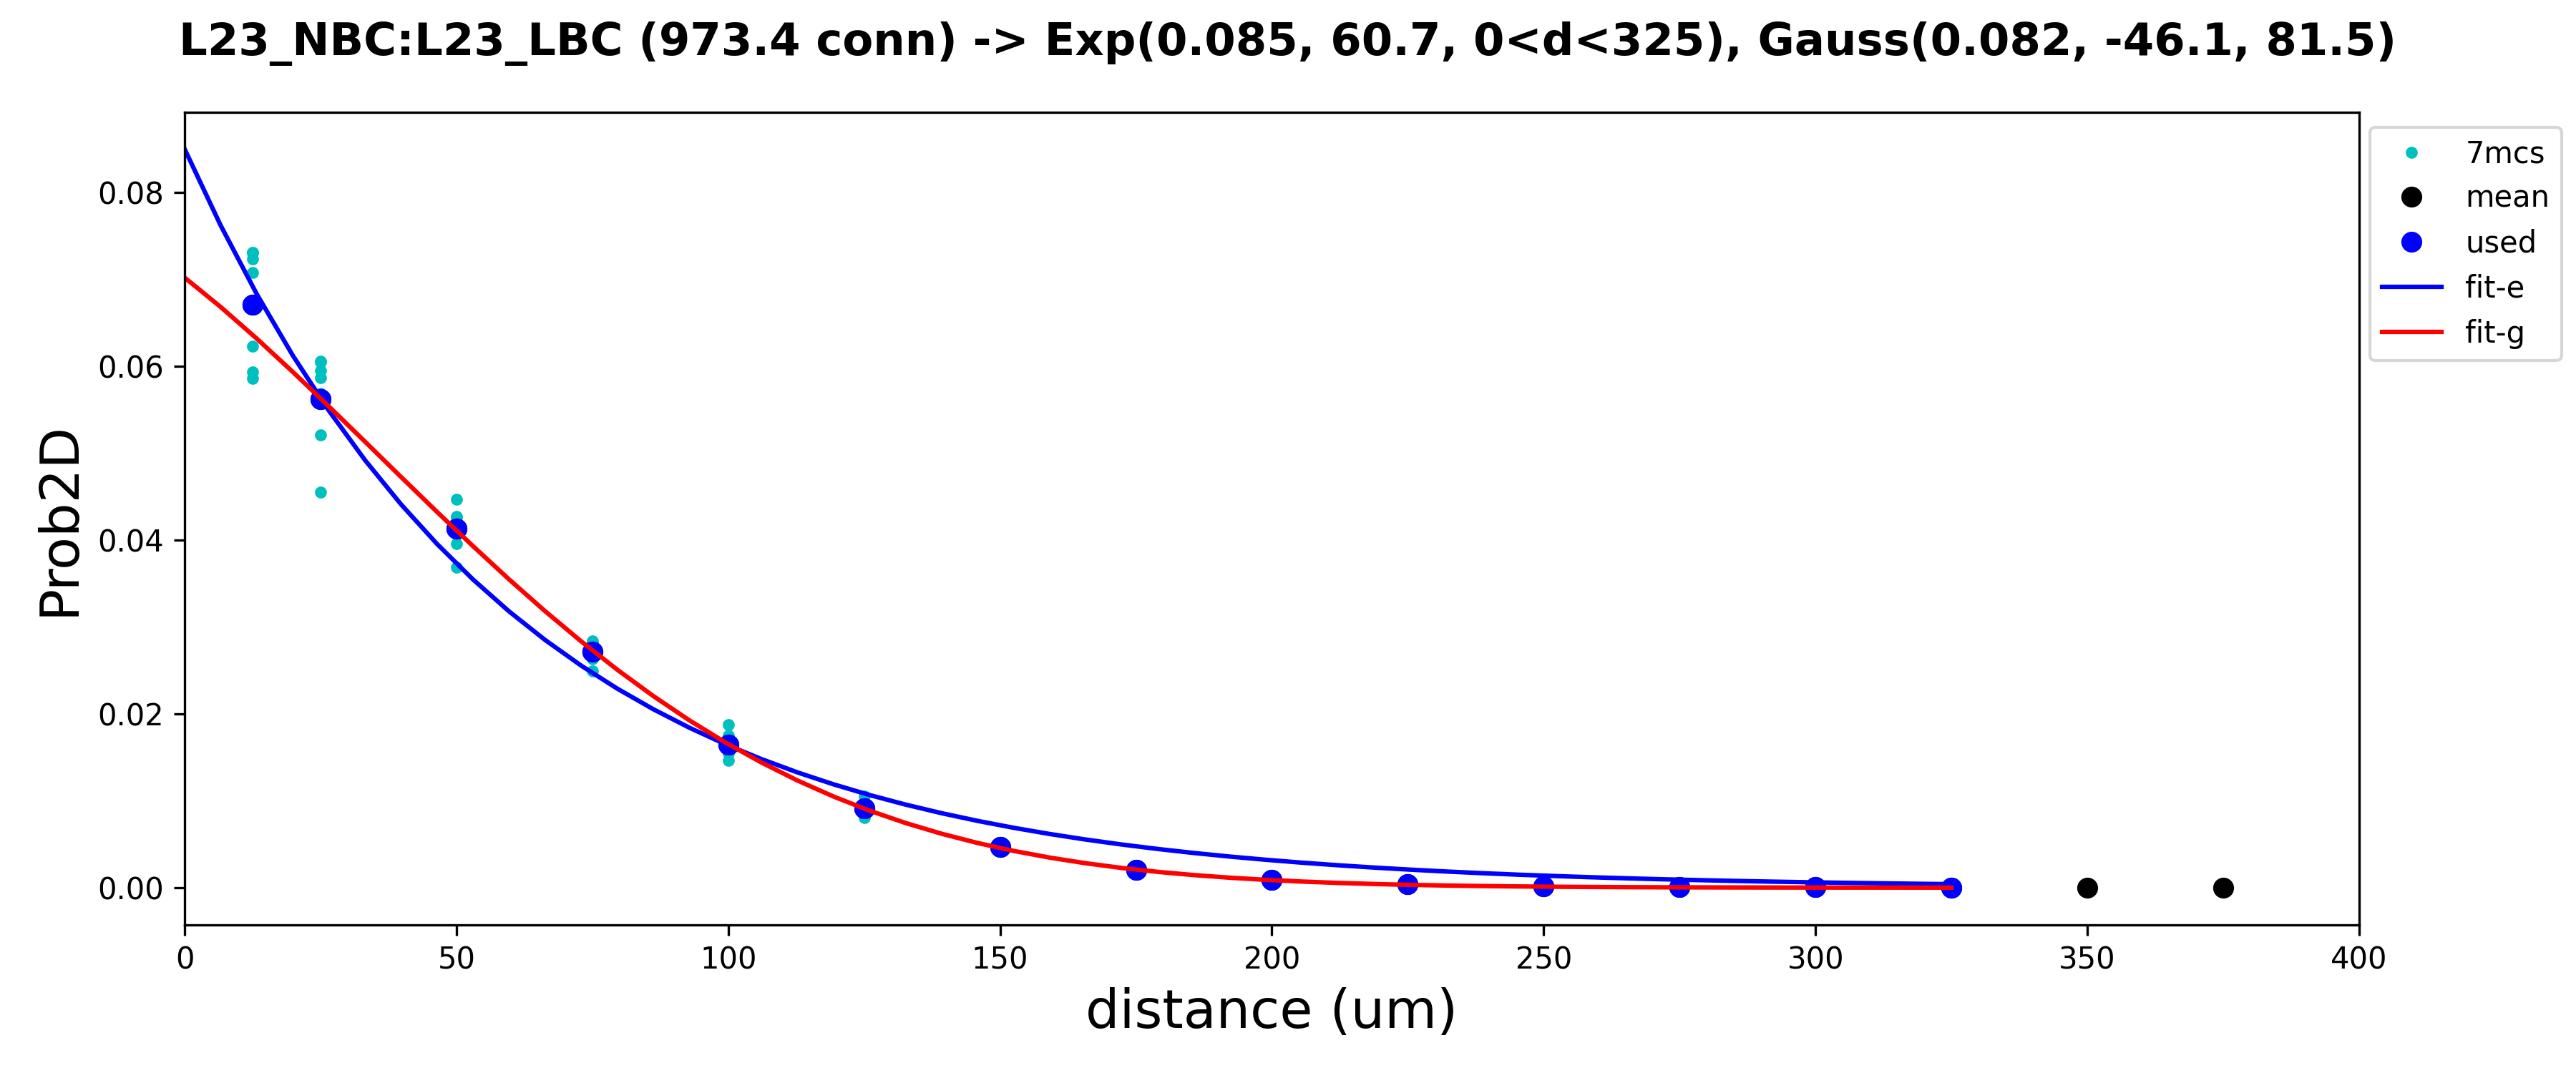 L23_NBC:L23_LBC (973.4 conn) -> Exp(0.085, 60.7, 0<d<325), Gauss(0.082, -46.1, 81.5)
7mcs
mean
used
fit-e
fit-g
Prob2D
0.08
0.06
0.04
0.02
0.00
0 50 100 150 200 250 300 350 400
distance (um)